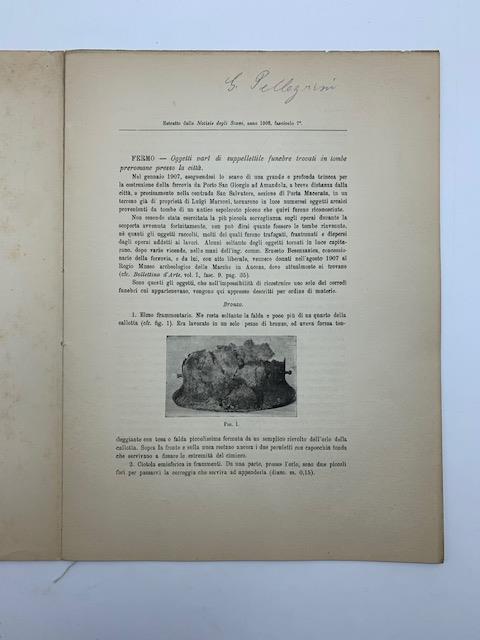 G. Pellegrini
Estratto dalle Notizie degli Scavi, anno 1908, fascicolo 7°.
FERMO — Oggetti varî di suppellettile funebre trovati in tombe
preromane presso la città.
Nel gennaio 1907, eseguendosi lo scavo di una grande e profonda trincea per
la costruzione della ferrovia da Porto San Giorgio ad Amandola, a breve distanza dalla
città, e precisamente nella contrada San Salvatore, sezione di Porta Macerata, in un
terreno già di proprietà di Luigi Marozzi, tornarono in luce numerosi oggetti arcaici
provenienti da tombe di un antico sepolcreto piceno che quivi furono riconosciute.
Non essendo stata esercitata la più piccola sorveglianza sugli operai durante la
scoperta avvenuta fortuitamente, non può dirsi quante fossero le tombe rinvenute,
nè quanti gli oggetti raccolti, molti dei quali furono trafugati, frantumati e dispersi
dagli operai addetti ai lavori. Alcuni soltanto degli oggetti tornati in luce capita-
rono, dopo varie vicende, nelle mani dell'ing. comm. Ernesto Besenzanica, concessio-
nario della ferrovia, e da lui, con atto liberale, vennero donati nell'agosto 1907 al
Regio Museo archeologico delle Marche in Ancona, dove attualmente si trovano
(cfr. Bollettino d'Arte, vol. I, fasc. 9, pag. 35).
Sono questi gli oggetti, che nell'impossibilità di ricostruire uno solo dei corredi
funebri cui appartenevano, vengono qui appresso descritti per ordine di materie.
Bronzo.
1. Elmo frammentario. Ne resta soltanto la falda e poco più di un quarto della
callotta (cfr. fig. 1). Era lavorato in un solo pezzo di bronzo, ed aveva forma ton-
Fig. 1.
deggiante con tesa o falda piccolissima formata da un semplice risvolto dell'orlo della
callotta. Sopra la fronte e sulla nuca restano ancora i due pernietti con capocchia tonda
che servivano a fissare le estremità del cimiero.
2. Ciotola emisferica in frammenti. Da una parte, presso l'orlo, sono due piccoli
fori per passarvi la correggia che serviva ad appenderla (diam. m. 0,15).